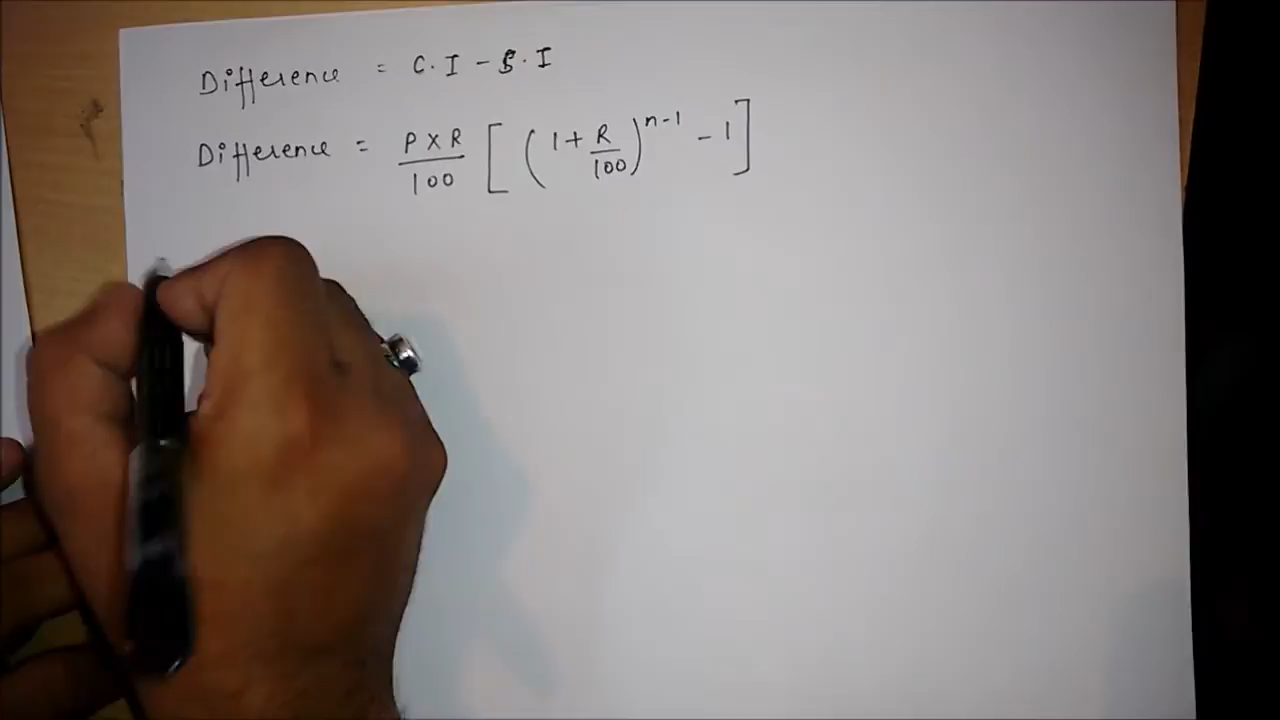 Difference = C.I - S.I
Difference = P X R / 100 [ ( 1 + R / 100 )^n-1 - 1 ]